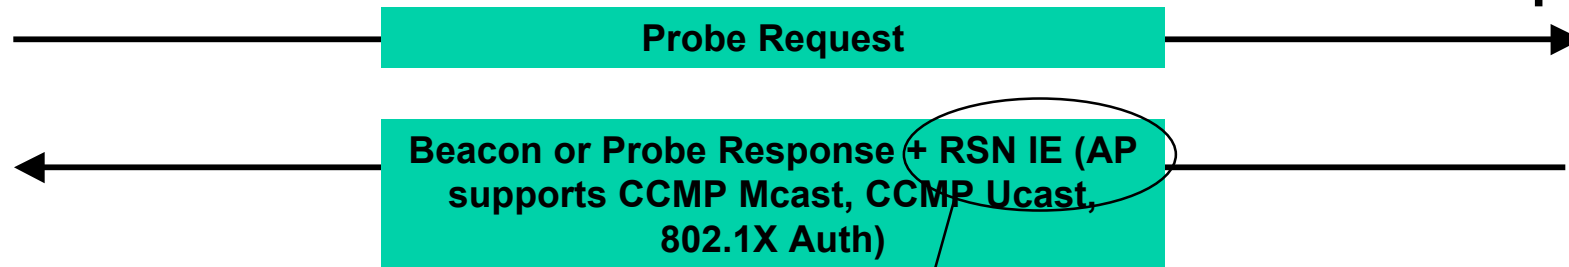 Probe Request
Beacon or Probe Response + RSN IE (AP
supports CCMP Mcast, CCMP Ucast,
802.1X Auth)